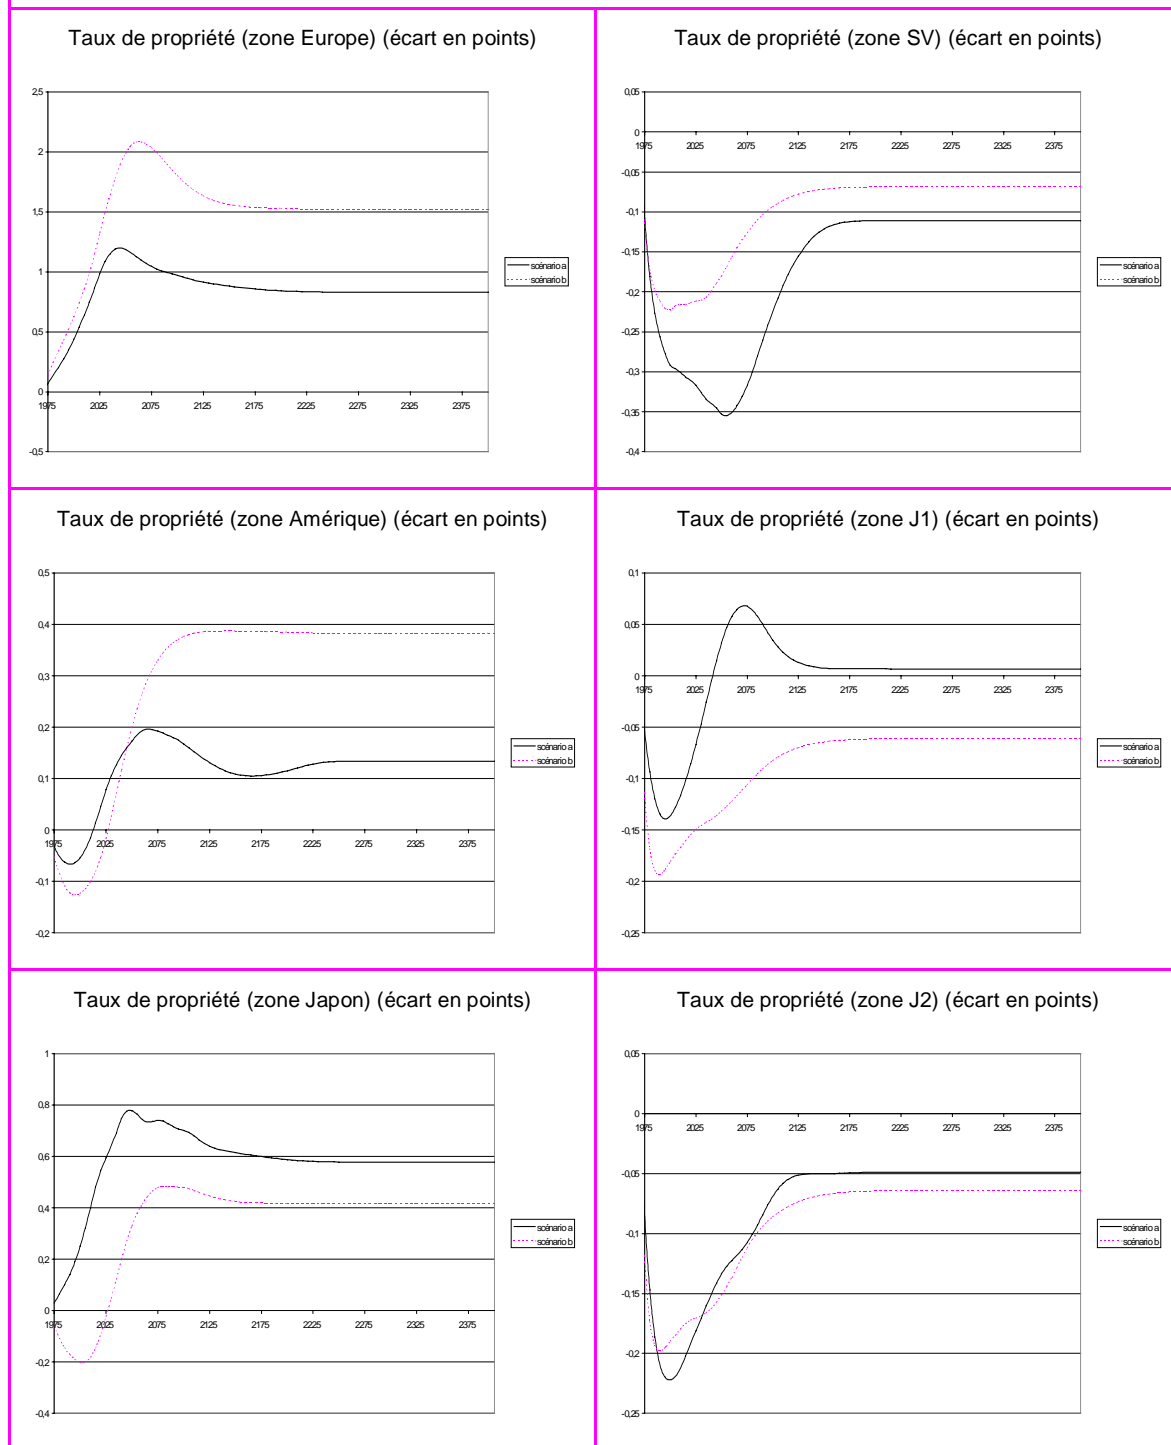 Taux de propriété (zone Europe) (écart en points)
2,5
2
1,5
1
0,5
0
-0,5
1975 2025 2075 2125 2175 2225 2275 2325 2375
scénario a
scénario b
Taux de propriété (zone SV) (écart en points)
0,05
0
-0,05
-0,1
-0,15
-0,2
-0,25
-0,3
-0,35
-0,4
1975 2025 2075 2125 2175 2225 2275 2325 2375
scénario a
scénario b
Taux de propriété (zone Amérique) (écart en points)
0,5
0,4
0,3
0,2
0,1
0
-0,1
-0,2
1975 2025 2075 2125 2175 2225 2275 2325 2375
scénario a
scénario b
Taux de propriété (zone J1) (écart en points)
0,1
0,05
0
-0,05
-0,1
-0,15
-0,2
-0,25
1975 2025 2075 2125 2175 2225 2275 2325 2375
scénario a
scénario b
Taux de propriété (zone Japon) (écart en points)
1
0,8
0,6
0,4
0,2
0
-0,2
-0,4
1975 2025 2075 2125 2175 2225 2275 2325 2375
scénario a
scénario b
Taux de propriété (zone J2) (écart en points)
0,05
0
-0,05
-0,1
-0,15
-0,2
-0,25
1975 2025 2075 2125 2175 2225 2275 2325 2375
scénario a
scénario b